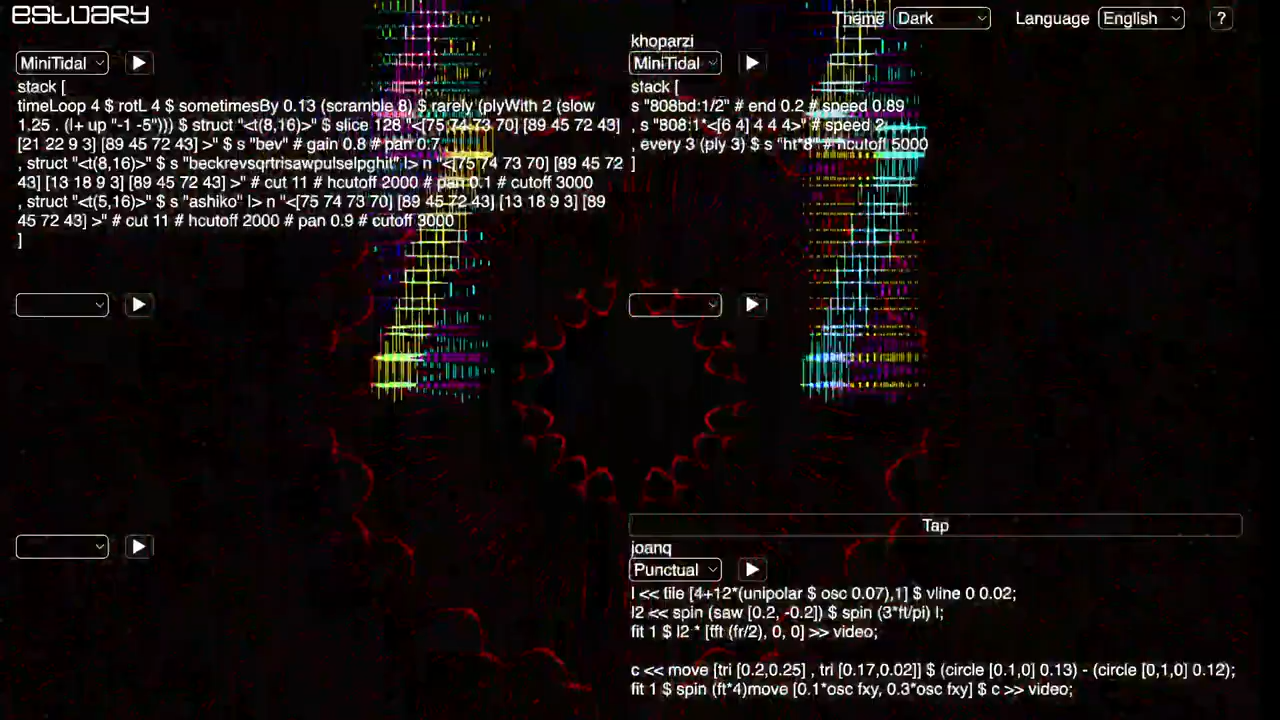 estuary
Theme Dark Language English ?
MiniTidal
stack [
timeLoop 4 $ rotL 4 $ sometimesBy 0.13 (scramble 8) $ rarely (plyWith 2 (slow
1.25 . (|+ up "-1 -5"))) $ struct "<t(8,16)>" $ slice 128 "<[75 74 73 70] [89 45 72 43]
[21 22 9 3] [89 45 72 43] >" $ s "bev" # gain 0.8 # pan 0.7
, struct "<t(8,16)>" $ s "beckrevsqrtrisawpulselpghit" |> n "<[75 74 73 70] [89 45 72
43] [13 18 9 3] [89 45 72 43] >" # cut 11 # hcutoff 2000 # pan 0.1 # cutoff 3000
, struct "<t(5,16)>" $ s "ashiko" |> n "<[75 74 73 70] [89 45 72 43] [13 18 9 3] [89
45 72 43] >" # cut 11 # hcutoff 2000 # pan 0.9 # cutoff 3000
]
khoparzi
MiniTidal
stack [
s "808bd:1/2" # end 0.2 # speed 0.89
, s "808:1*<[6 4] 4 4 4>" # speed 2
, every 3 (ply 3) $ s "ht*8" # hcutoff 5000
]
Tap
joanq
Punctual
l << tile [4+12*(unipolar $ osc 0.07),1] $ vline 0 0.02;
l2 << spin (saw [0.2, -0.2]) $ spin (3*ft/pi) l;
fit 1 $ l2 * [fft (fr/2), 0, 0] >> video;
c << move [tri [0.2,0.25] , tri [0.17,0.02]] $ (circle [0.1,0] 0.13) - (circle [0,1,0] 0.12);
fit 1 $ spin (ft*4)move [0.1*osc fxy, 0.3*osc fxy] $ c >> video;